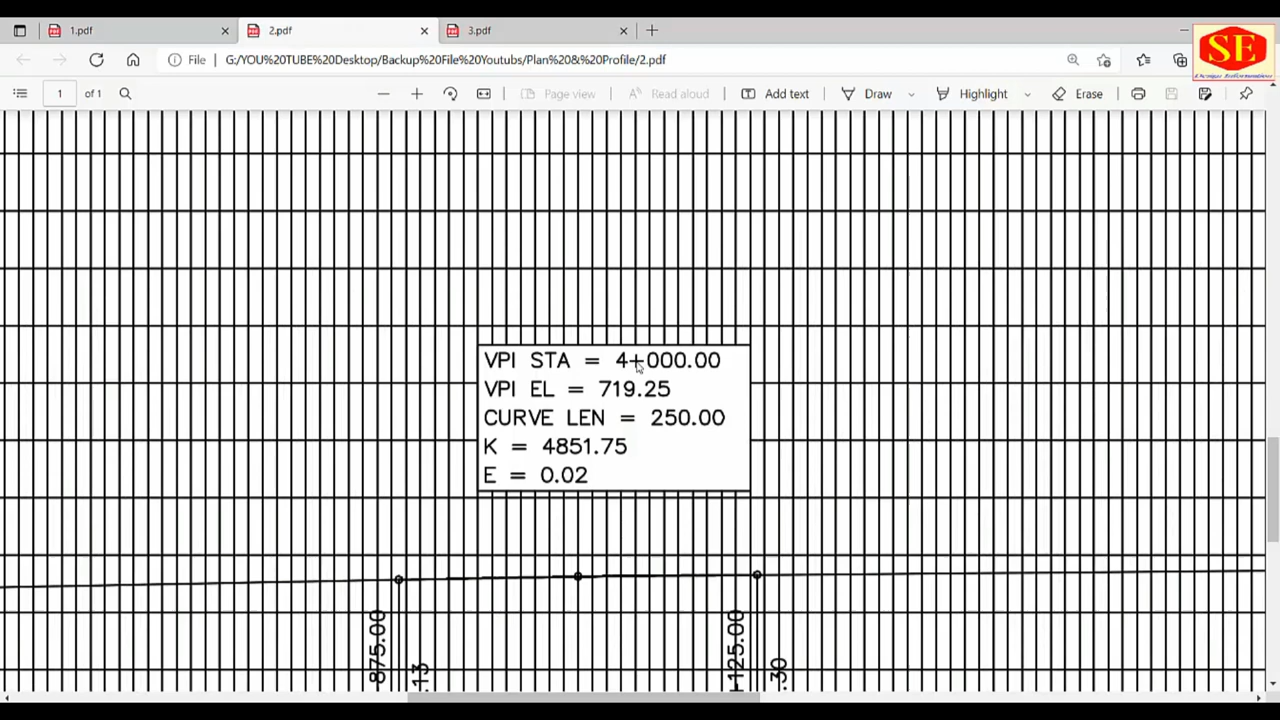 1.pdf
2.pdf
3.pdf
File
G:/YOU%20TUBE%20Desktop/Backup%20File%20Youtubs/Plan%20&%20Profile/2.pdf
SE
1
of 1
Page view
Read aloud
Add text
Draw
Highlight
Erase
VPI STA = 4+000.00
VPI EL = 719.25
CURVE LEN = 250.00
K = 4851.75
E = 0.02
875.00
.13
+125.00
.30